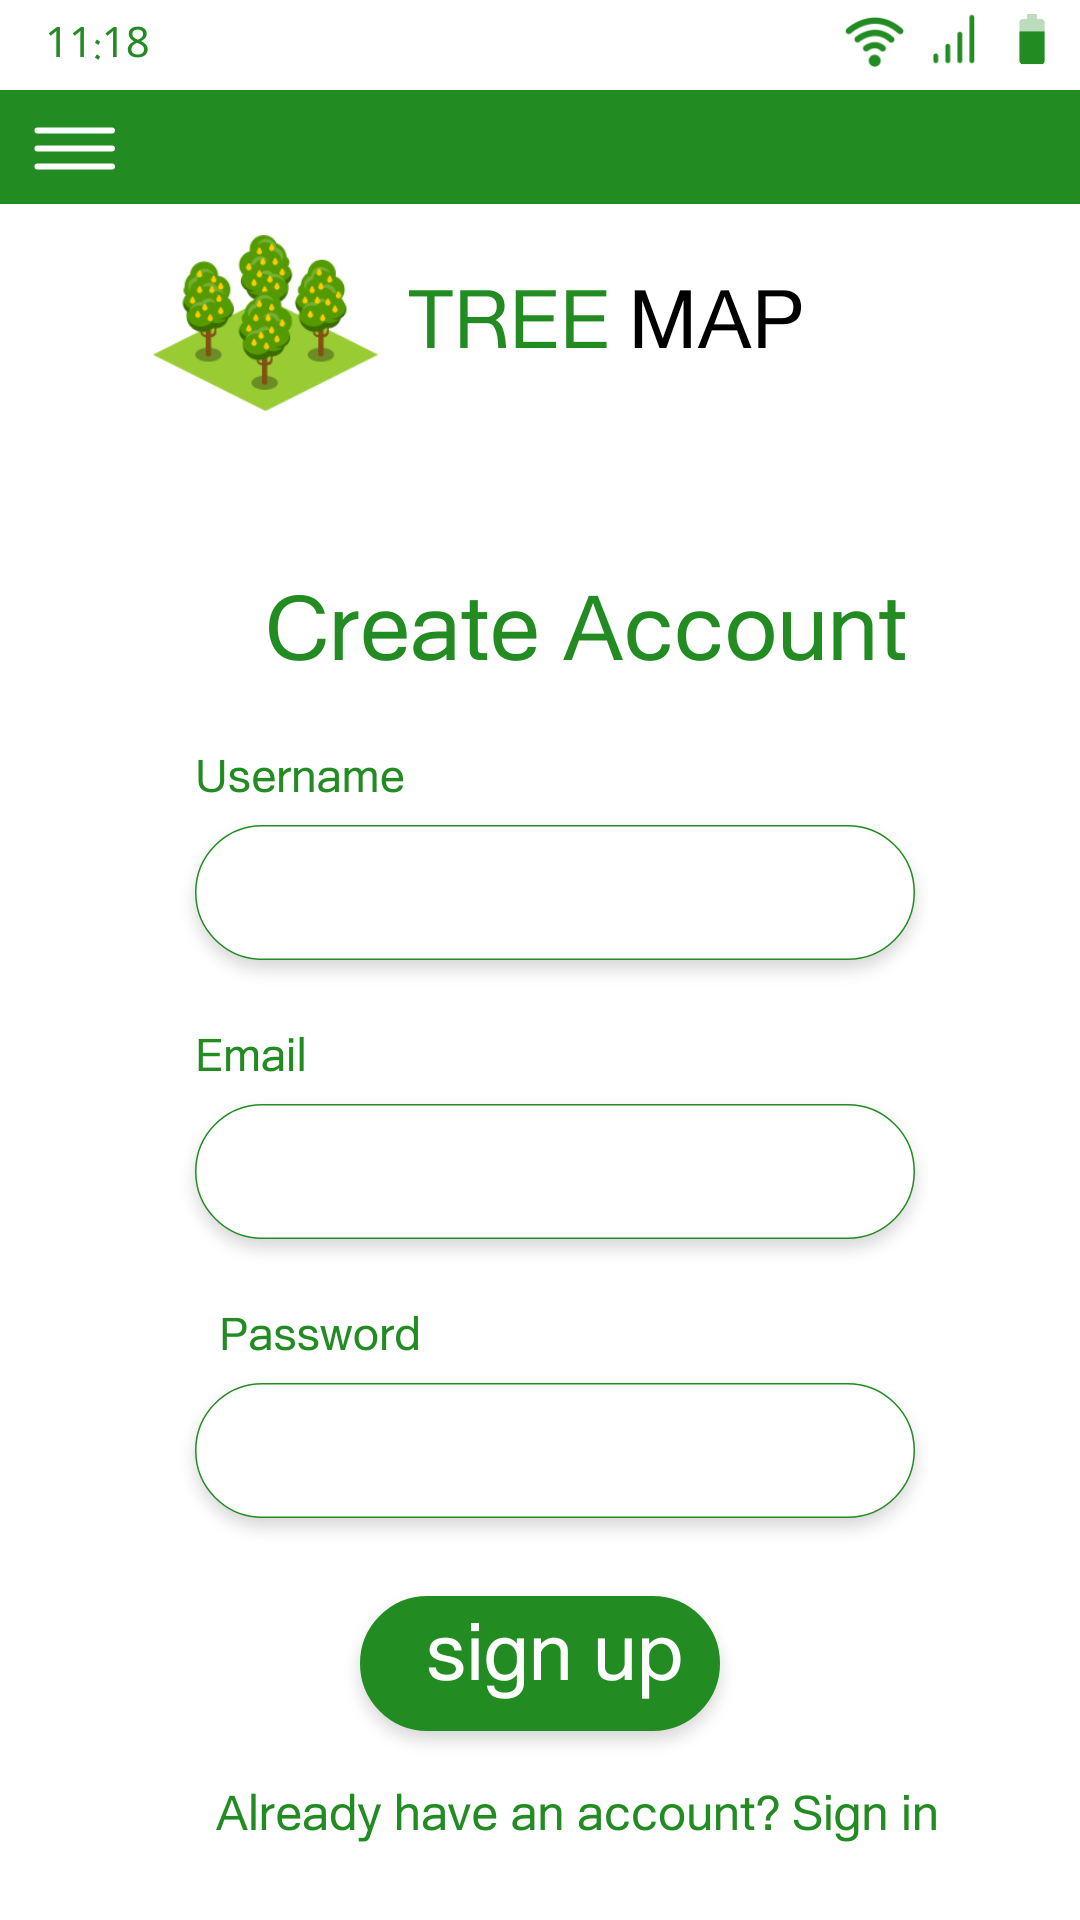 11:18
TREE MAP
Create Account
Username
Email
Password
sign up
Already have an account? Sign in